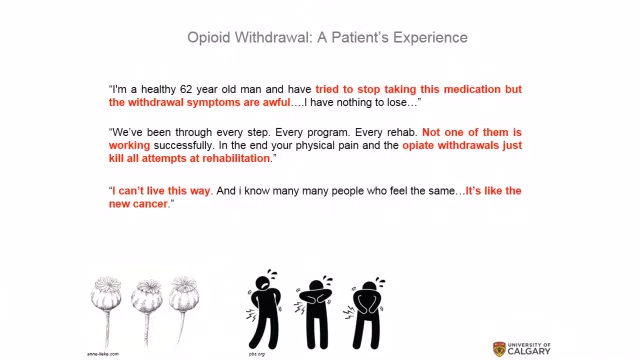 Opioid Withdrawal: A Patient's Experience
"I'm a healthy 62 year old man and have tried to stop taking this medication but
the withdrawal symptoms are awful….I have nothing to lose…"
"We've been through every step. Every program. Every rehab. Not one of them is
working successfully. In the end your physical pain and the opiate withdrawals just
kill all attempts at rehabilitation."
"I can't live this way. And i know many many people who feel the same…It's like the
new cancer."
anne-leake.com
pbs.org
UNIVERSITY OF
CALGARY